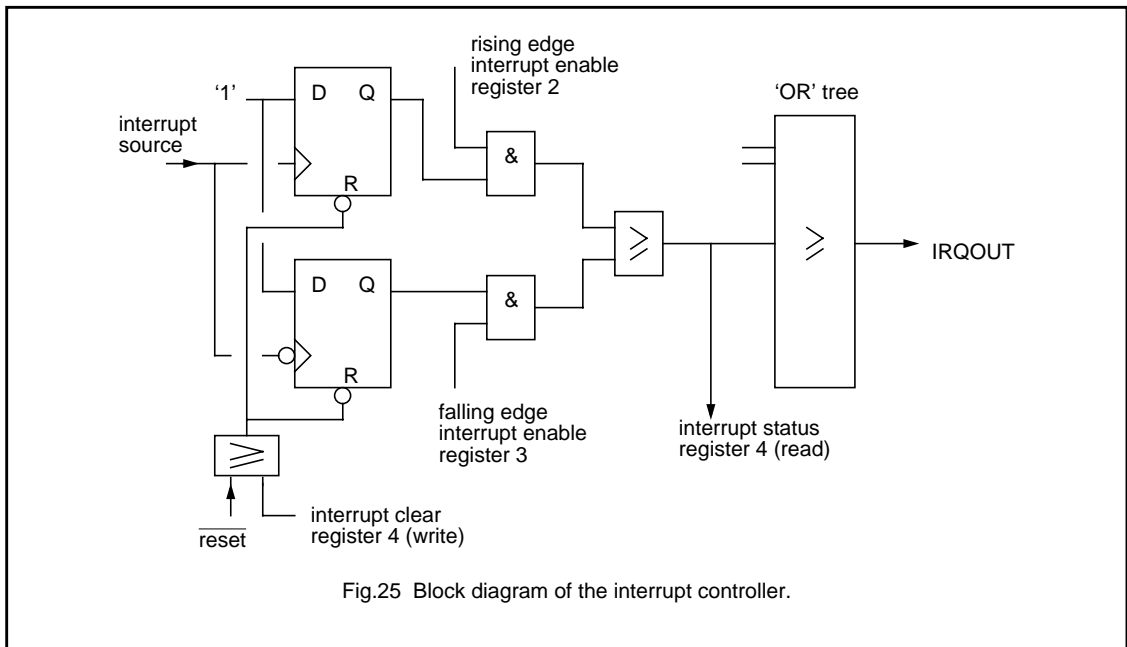 rising edge
interrupt enable
register 2
'OR' tree
'1'
D Q
interrupt
source
&
R
≥
≥
IRQOUT
D Q
&
R
falling edge
interrupt enable
register 3
interrupt status
register 4 (read)
≥
interrupt clear
register 4 (write)
reset
Fig.25 Block diagram of the interrupt controller.